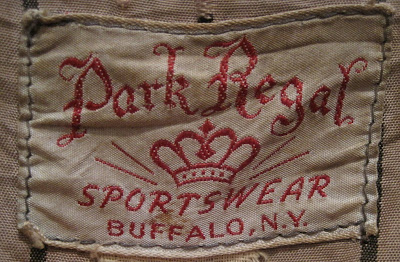 Park Regal
SPORTSWEAR
BUFFALO, N.Y.